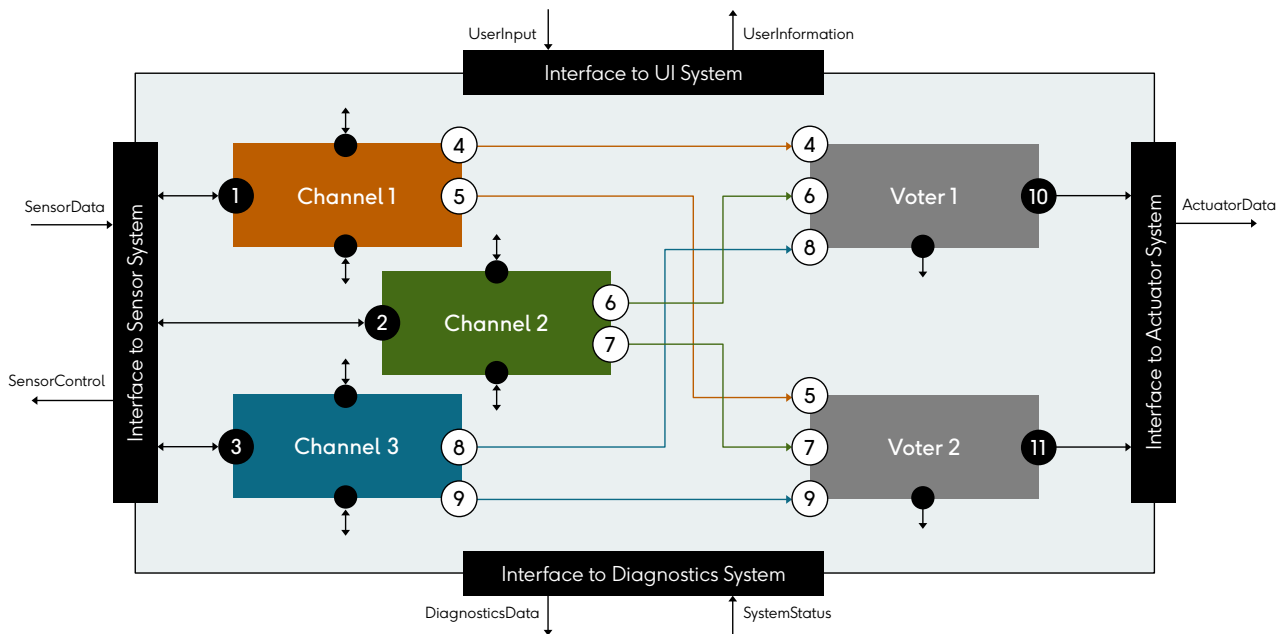 UserInput
UserInformation
Interface to UI System
4
4
1
Channel 1
5
6
Voter 1
10
SensorData
ActuatorData
8
Interface to Sensor System
Interface to Actuator System
6
2
Channel 2
7
SensorControl
5
3
Channel 3
8
7
Voter 2
11
9
9
Interface to Diagnostics System
DiagnosticsData
SystemStatus